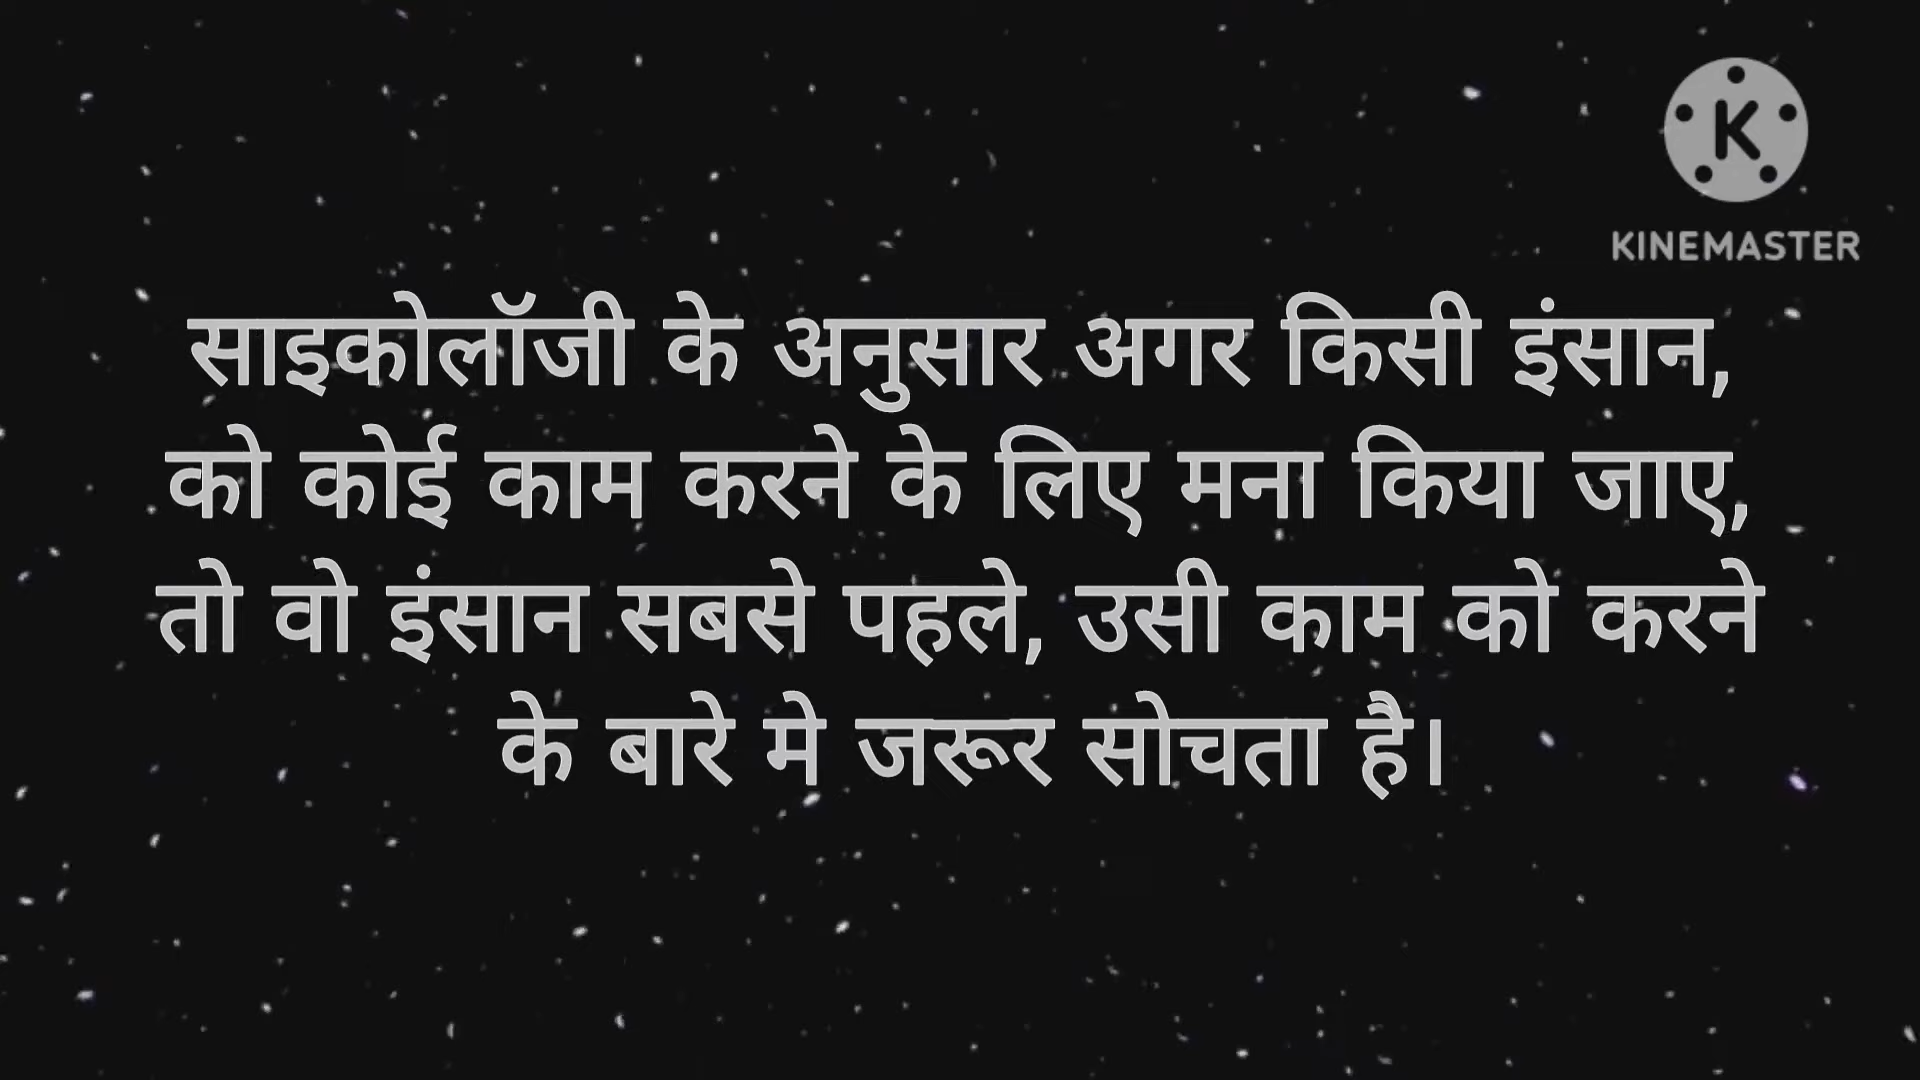 KINEMASTER
साइकोलॉजी के अनुसार अगर किसी इंसान,
को कोई काम करने के लिए मना किया जाए,
तो वो इंसान सबसे पहले, उसी काम को करने
के बारे मे जरूर सोचता है।